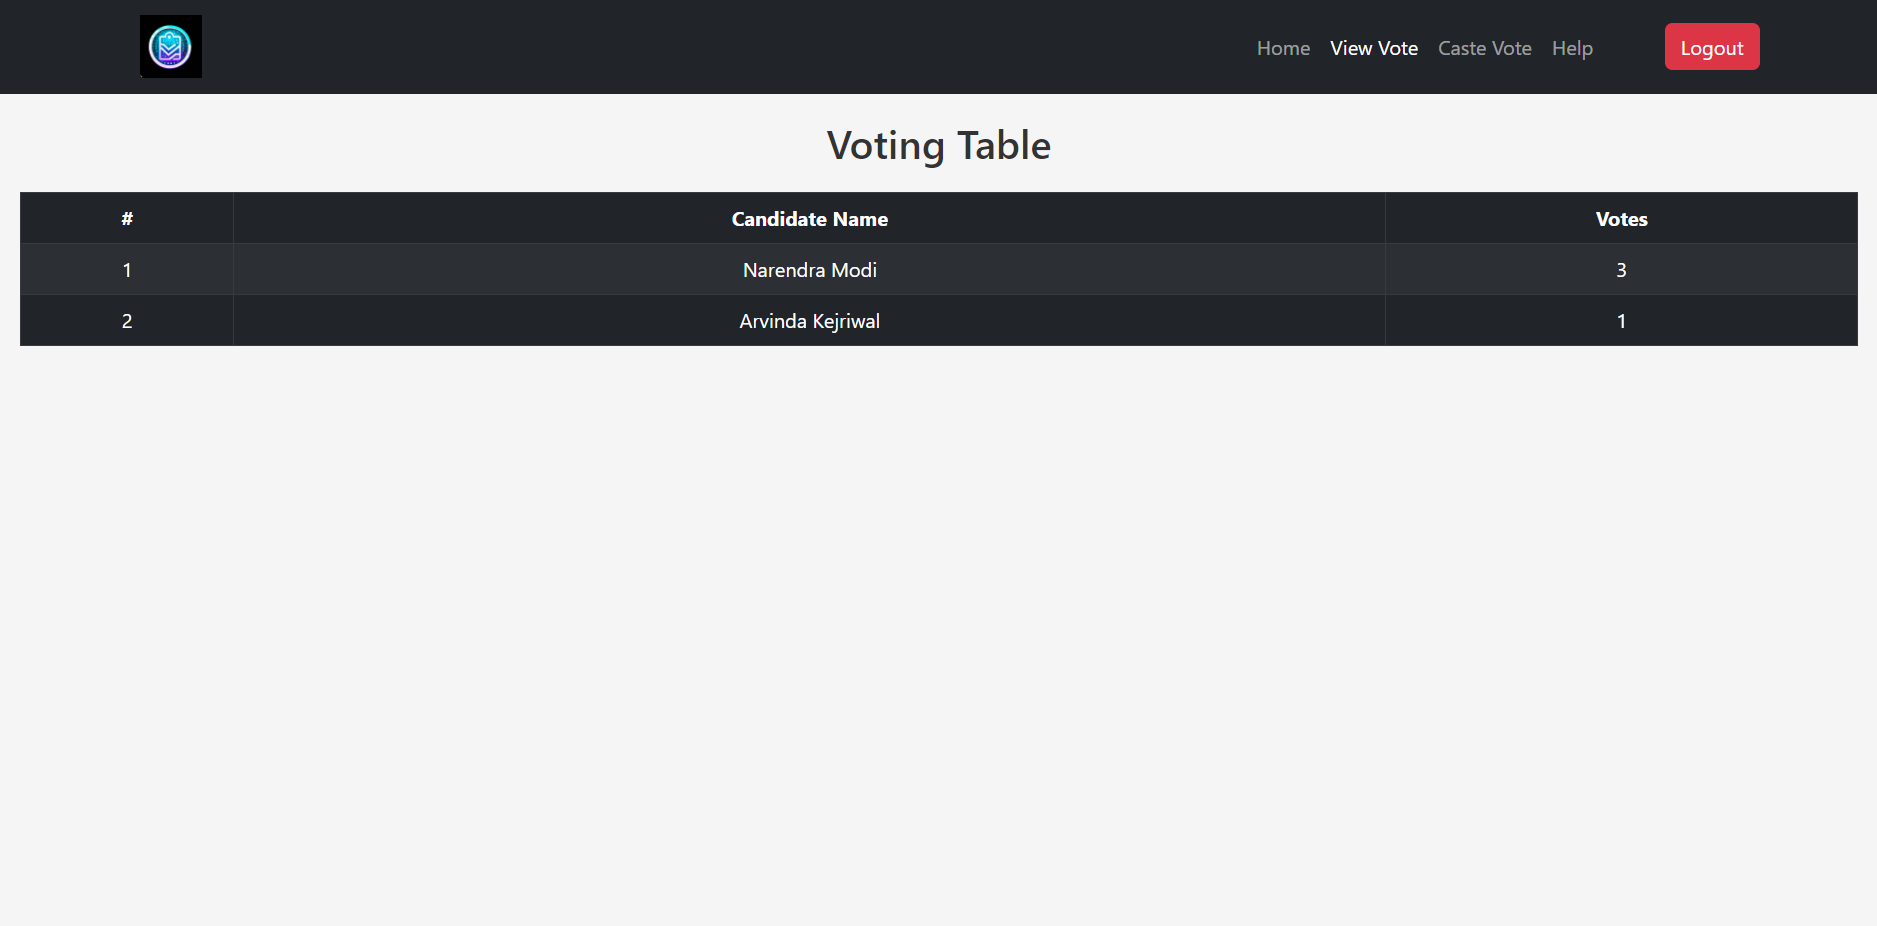 Home View Vote Caste Vote Help Logout
Voting Table
# Candidate Name Votes
1 Narendra Modi 3
2 Arvinda Kejriwal 1